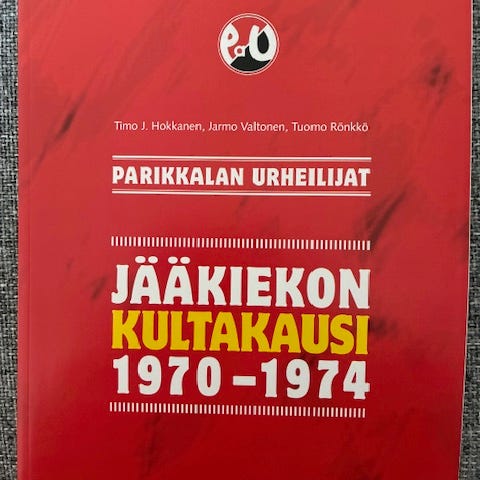 PaU
Timo J. Hokkanen, Jarmo Valtonen, Tuomo Rönkkö
PARIKKALAN URHEILIJAT
JÄÄKIEKON
KULTAKAUSI
1970–1974